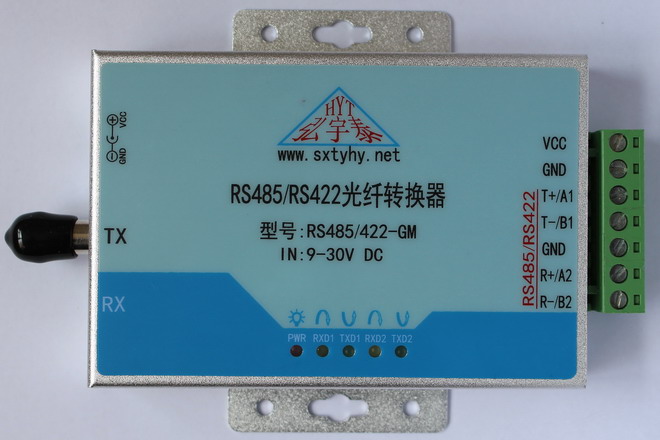 HYT
弘宇泰
www.sxtyhy.net
RS485/RS422光纤转换器
型号:RS485/422-GM
IN:9-30V DC
VCC
GND
TX
RX
VCC
GND
T+/A1
T-/B1
GND
R+/A2
R-/B2
RS485/RS422
PWR RXD1 TXD1 RXD2 TXD2